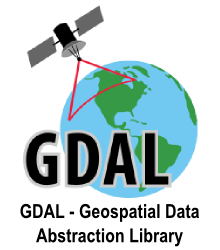 GDAL
GDAL - Geospatial Data
Abstraction Library